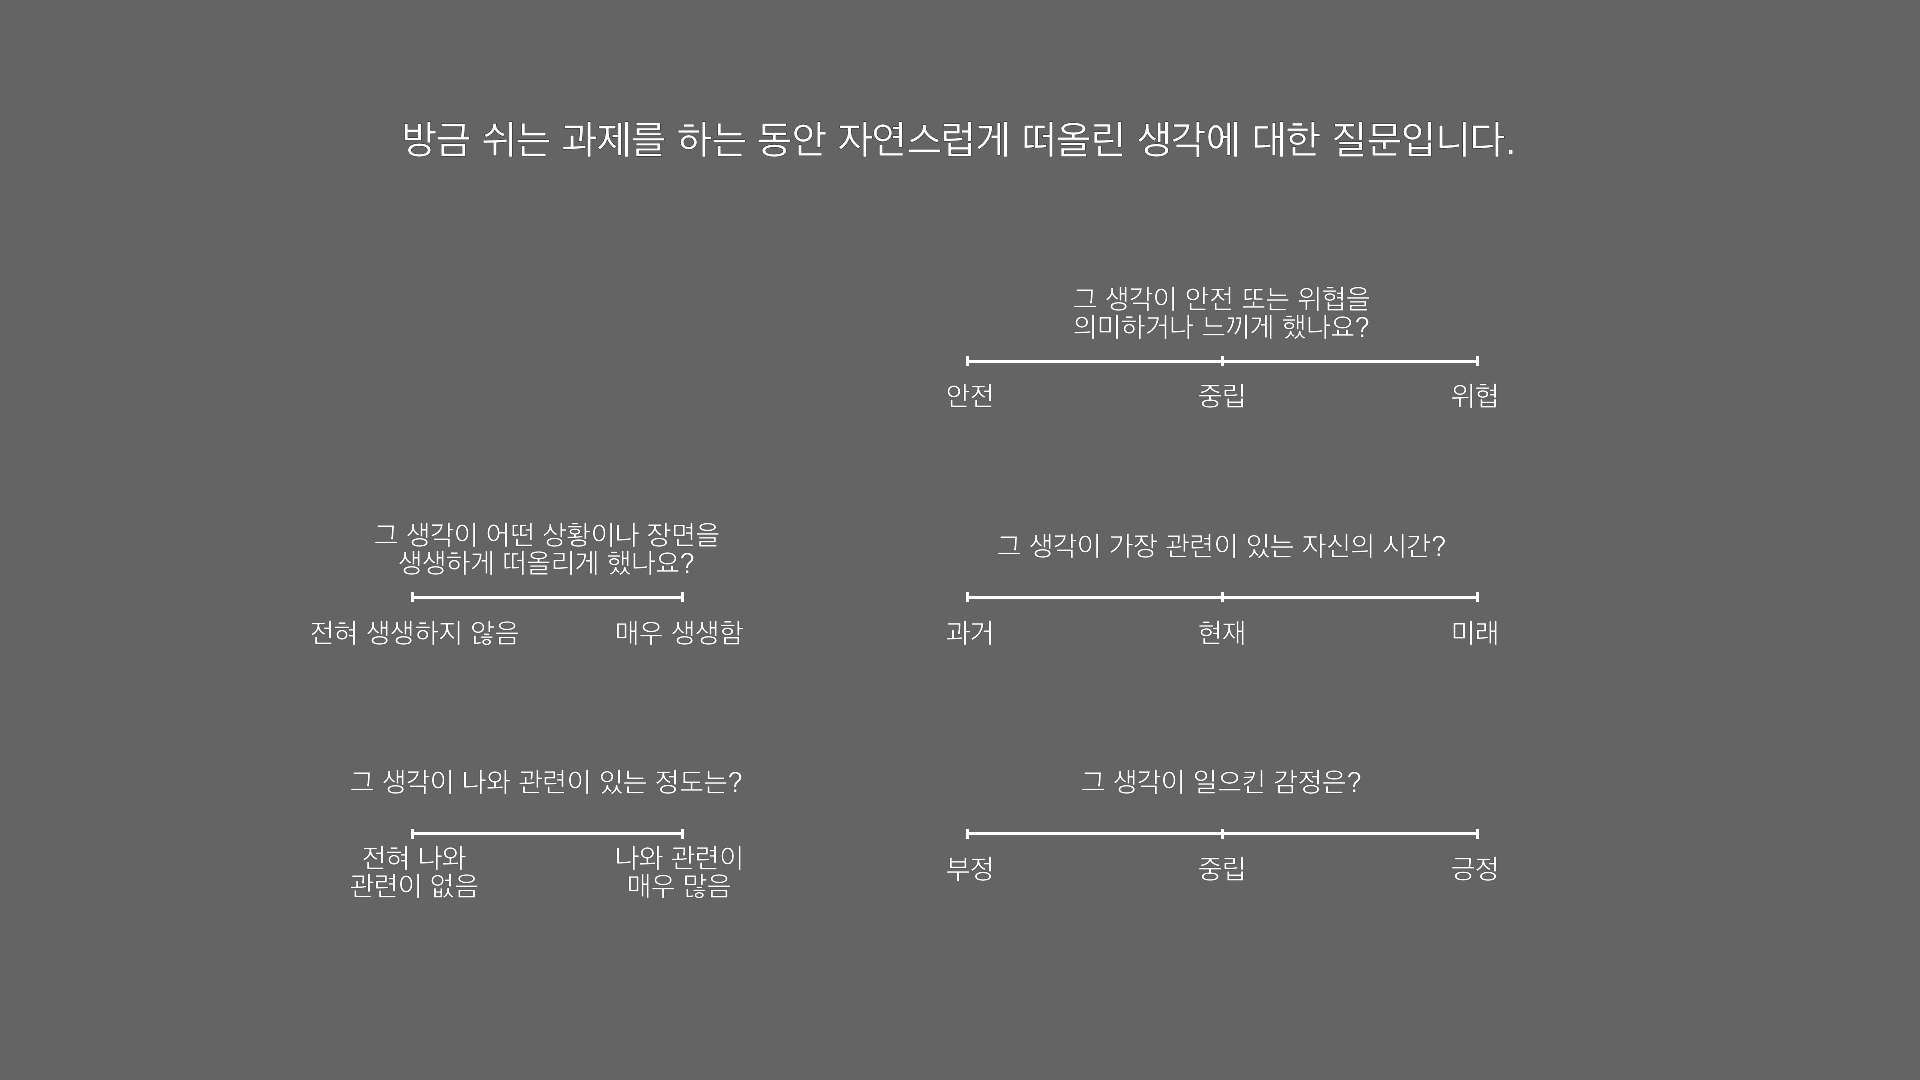 방금 쉬는 과제를 하는 동안 자연스럽게 떠올린 생각에 대한 질문입니다.
그 생각이 안전 또는 위협을
의미하거나 느끼게 했나요?
안전 중립 위협
그 생각이 어떤 상황이나 장면을
생생하게 떠올리게 했나요?
전혀 생생하지 않음 매우 생생함
그 생각이 가장 관련이 있는 자신의 시간?
과거 현재 미래
그 생각이 나와 관련이 있는 정도는?
전혀 나와
관련이 없음
나와 관련이
매우 많음
그 생각이 일으킨 감정은?
부정 중립 긍정